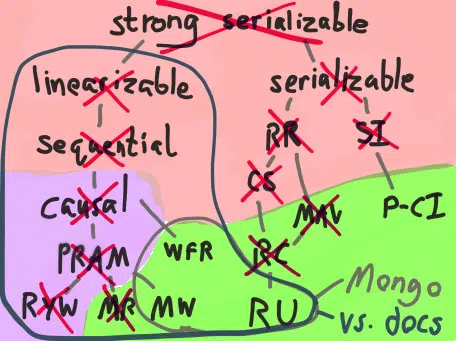 strong serializable
linearizable serializable
sequential RR SI
causal CS MAV P-CI
PRAM WFR RC
RYW MR MW RU Mongo
vs. docs